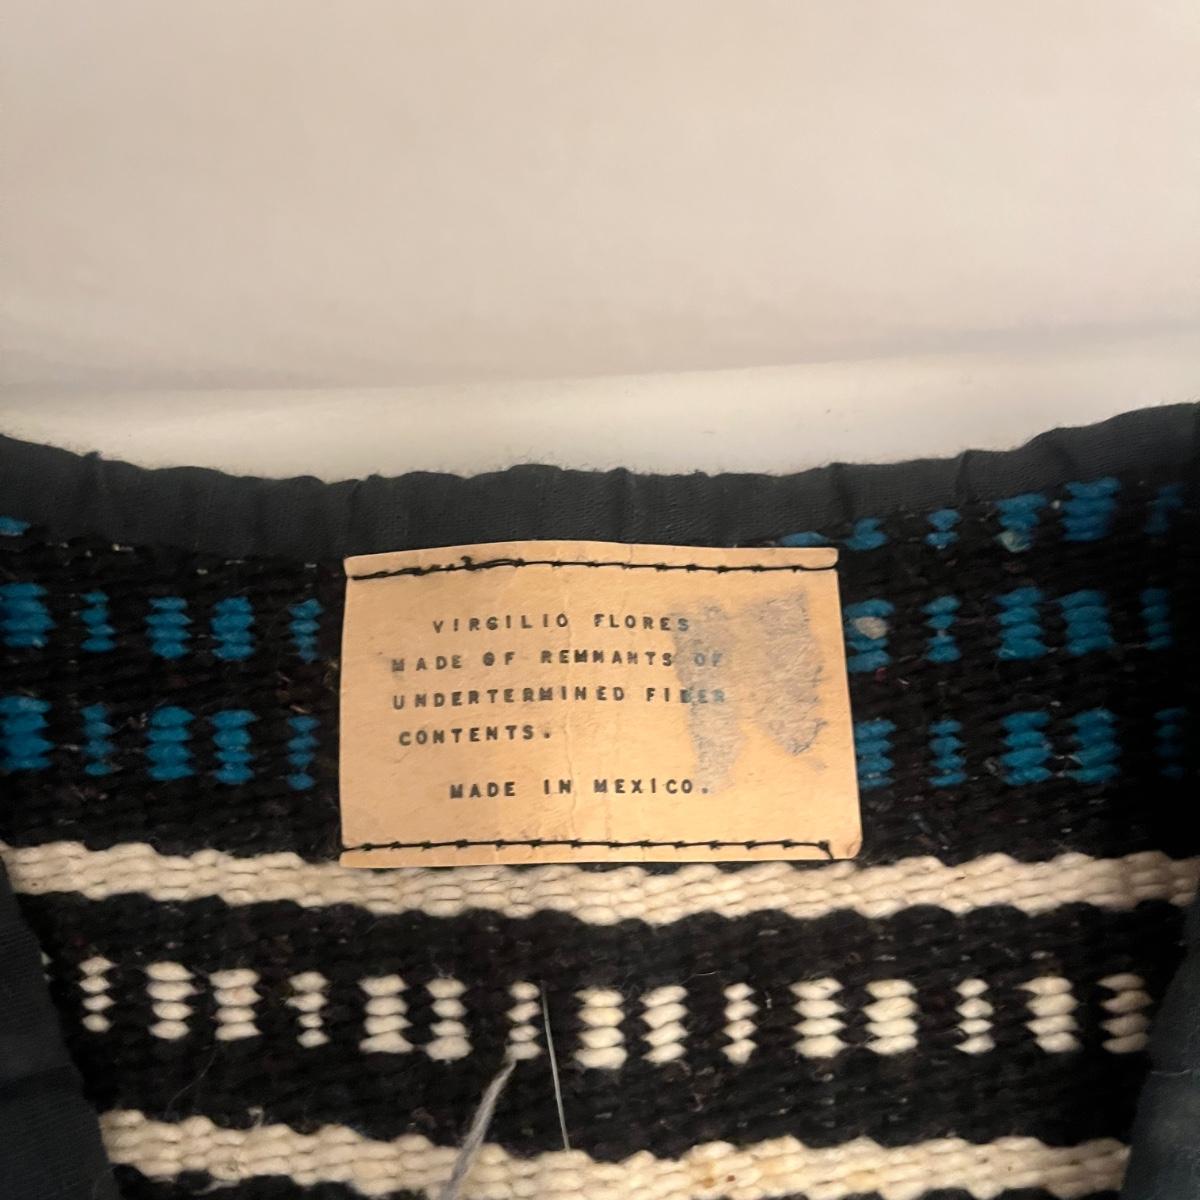 VIRGILIO FLORES
MADE OF REMNANTS OF
UNDERTERMINED FIBER
CONTENTS.
MADE IN MEXICO.